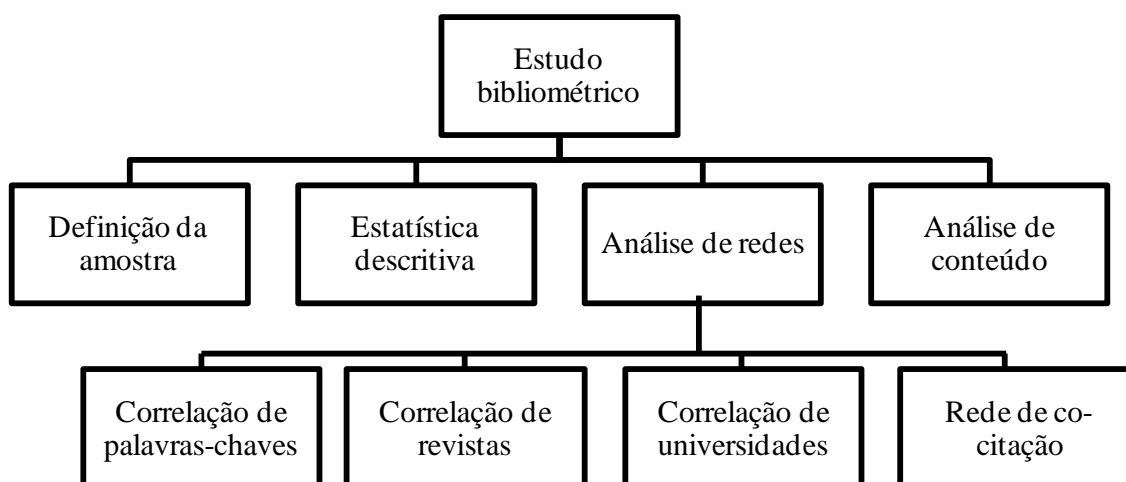 Estudo
bibliométrico
Definição da
amostra
Estatística
descritiva
Análise de redes
Análise de
conteúdo
Correlação de
palavras-chaves
Correlação de
revistas
Correlação de
universidades
Rede de co-
citação